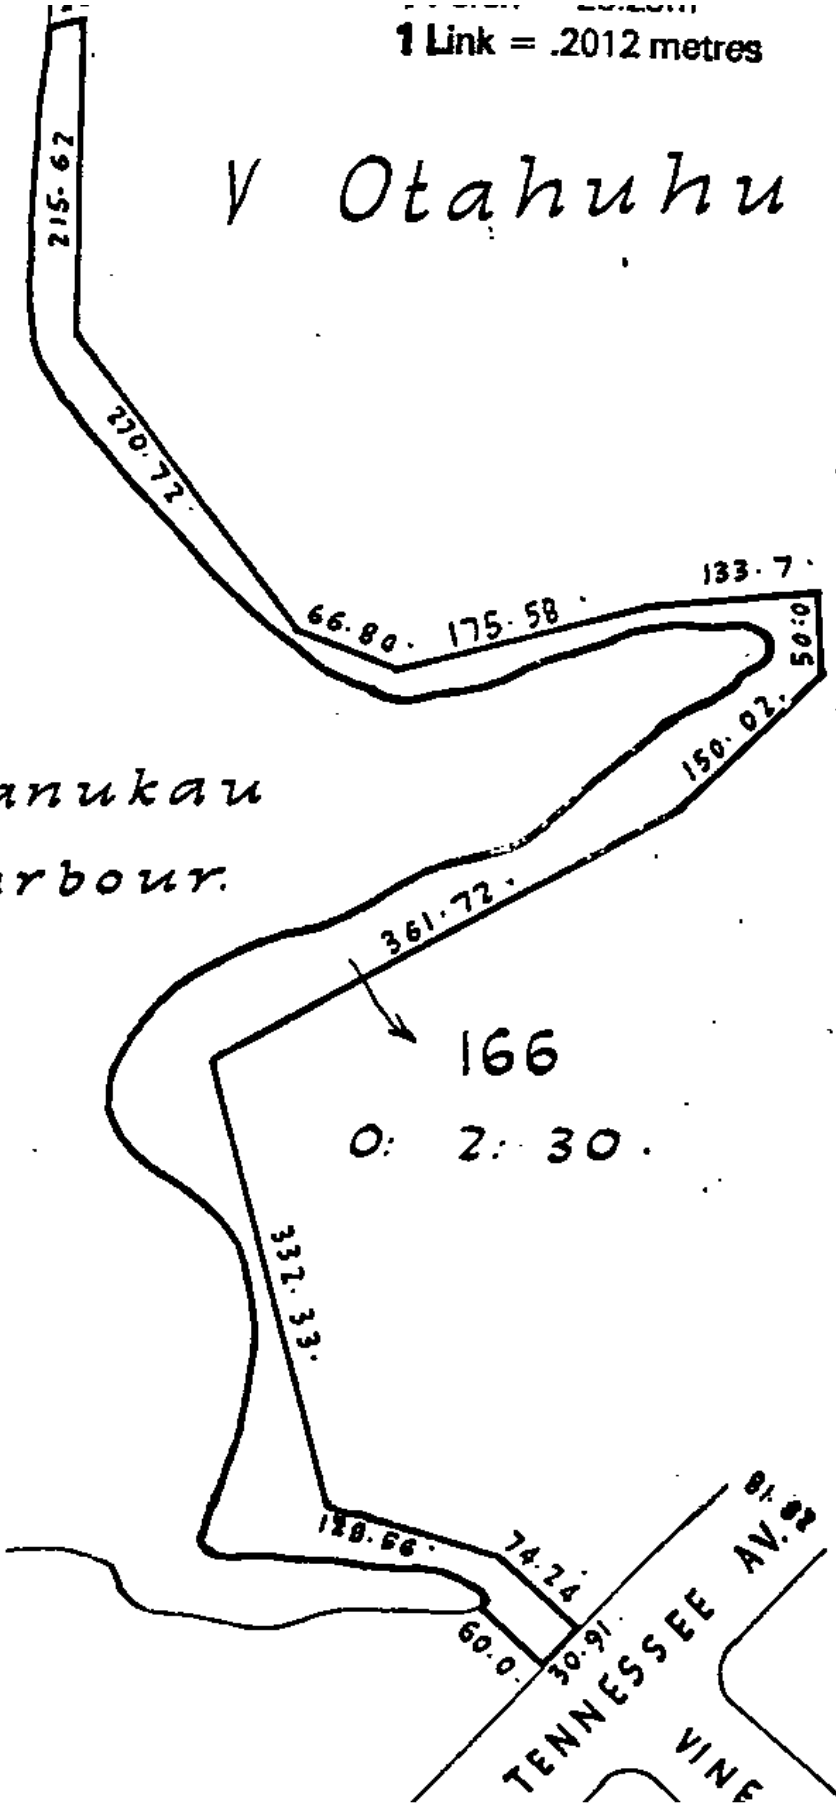 1 Link = .2012 metres
215.62
V Otahuhu
270.72.
66.80.
175.58.
133.7.
50.0
150.02.
anukau
rbour.
361.72.
166
0: 2: 30.
332.33.
128.66.
74.24
81.82
60.0.
30.91.
TENNESSEE AV.
VINE